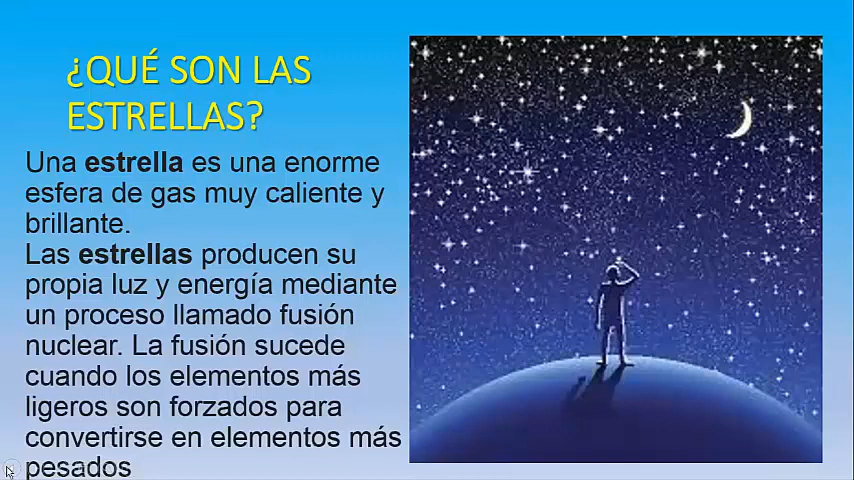 ¿QUÉ SON LAS
ESTRELLAS?
Una estrella es una enorme
esfera de gas muy caliente y
brillante.
Las estrellas producen su
propia luz y energía mediante
un proceso llamado fusión
nuclear. La fusión sucede
cuando los elementos más
ligeros son forzados para
convertirse en elementos más
pesados